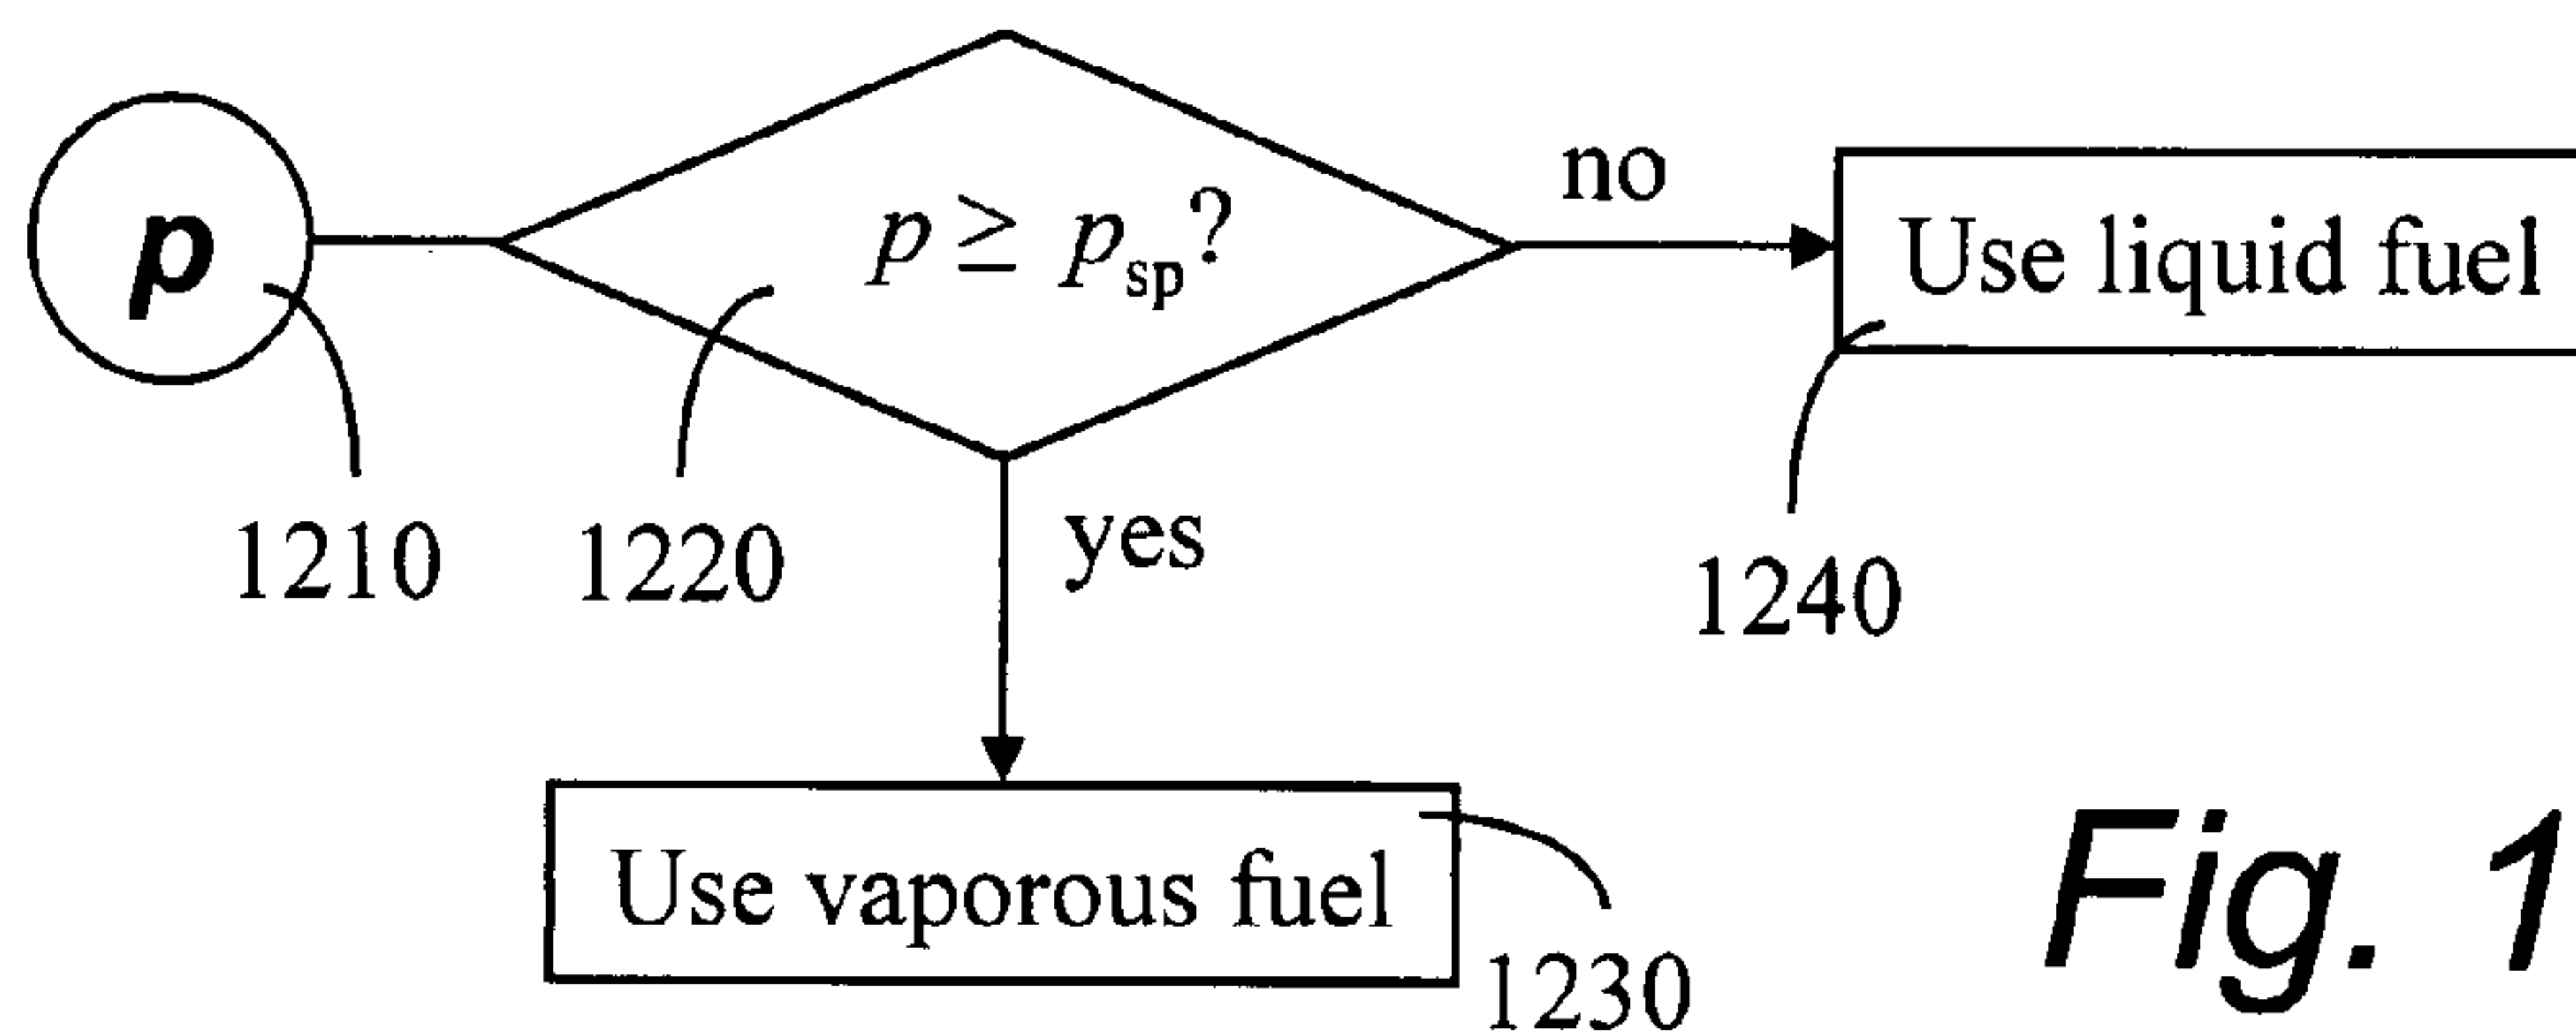 p
p ≥ psp?
no
Use liquid fuel
1210
1220
yes
1240
Use vaporous fuel
1230
Fig. 1